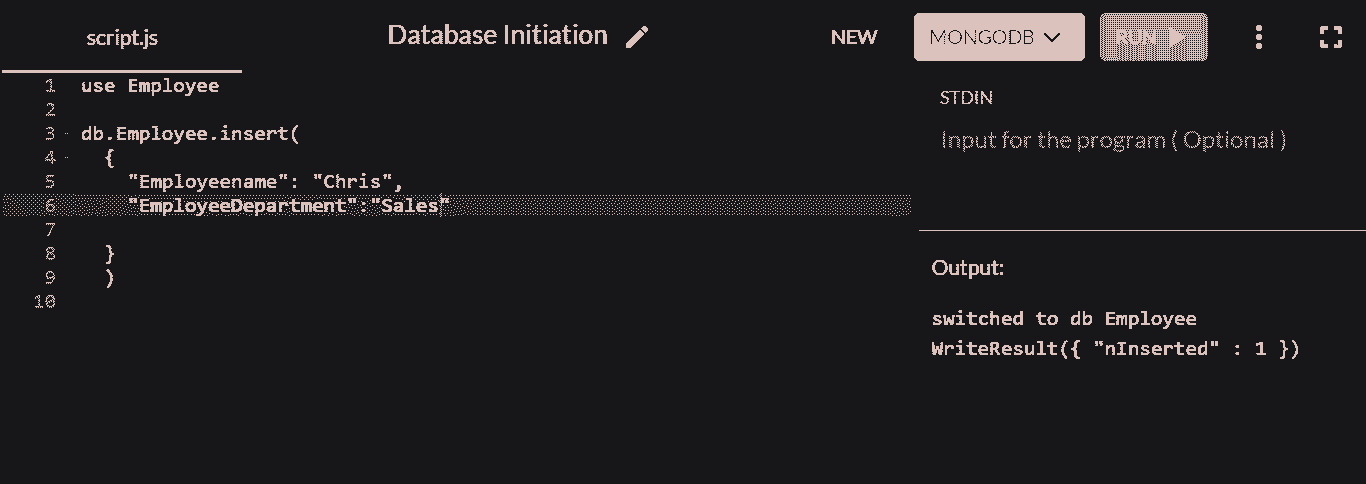 script.js
Database Initiation
NEW
MONGODB
RUN
1 use Employee
2
3 db.Employee.insert(
4 {
5 "Employeename": "Chris",
6 "EmployeeDepartment":"Sales"
7
8 }
9 )
10
STDIN
Input for the program ( Optional )
Output:
switched to db Employee
WriteResult({ "nInserted" : 1 })